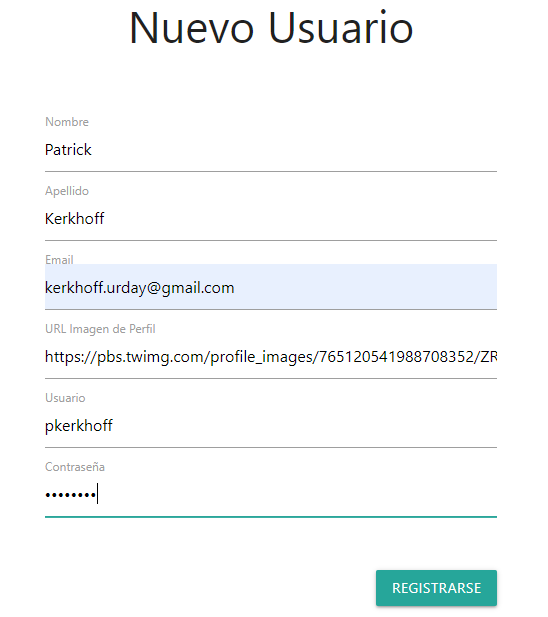 Nuevo Usuario
Nombre
Patrick
Apellido
Kerkhoff
Email
kerkhoff.urday@gmail.com
URL Imagen de Perfil
https://pbs.twimg.com/profile_images/765120541988708352/ZR
Usuario
pkerkhoff
Contraseña
••••••••
REGISTRARSE